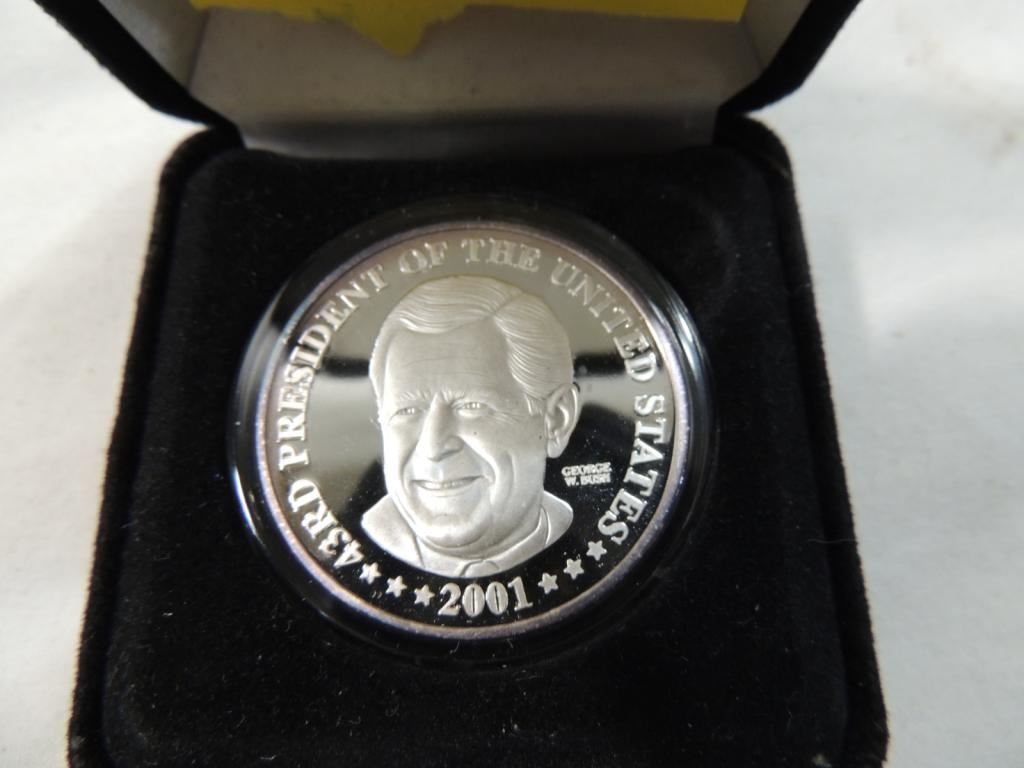 43RD PRESIDENT OF THE UNITED STATES
GEORGE
W. BUSH
2001